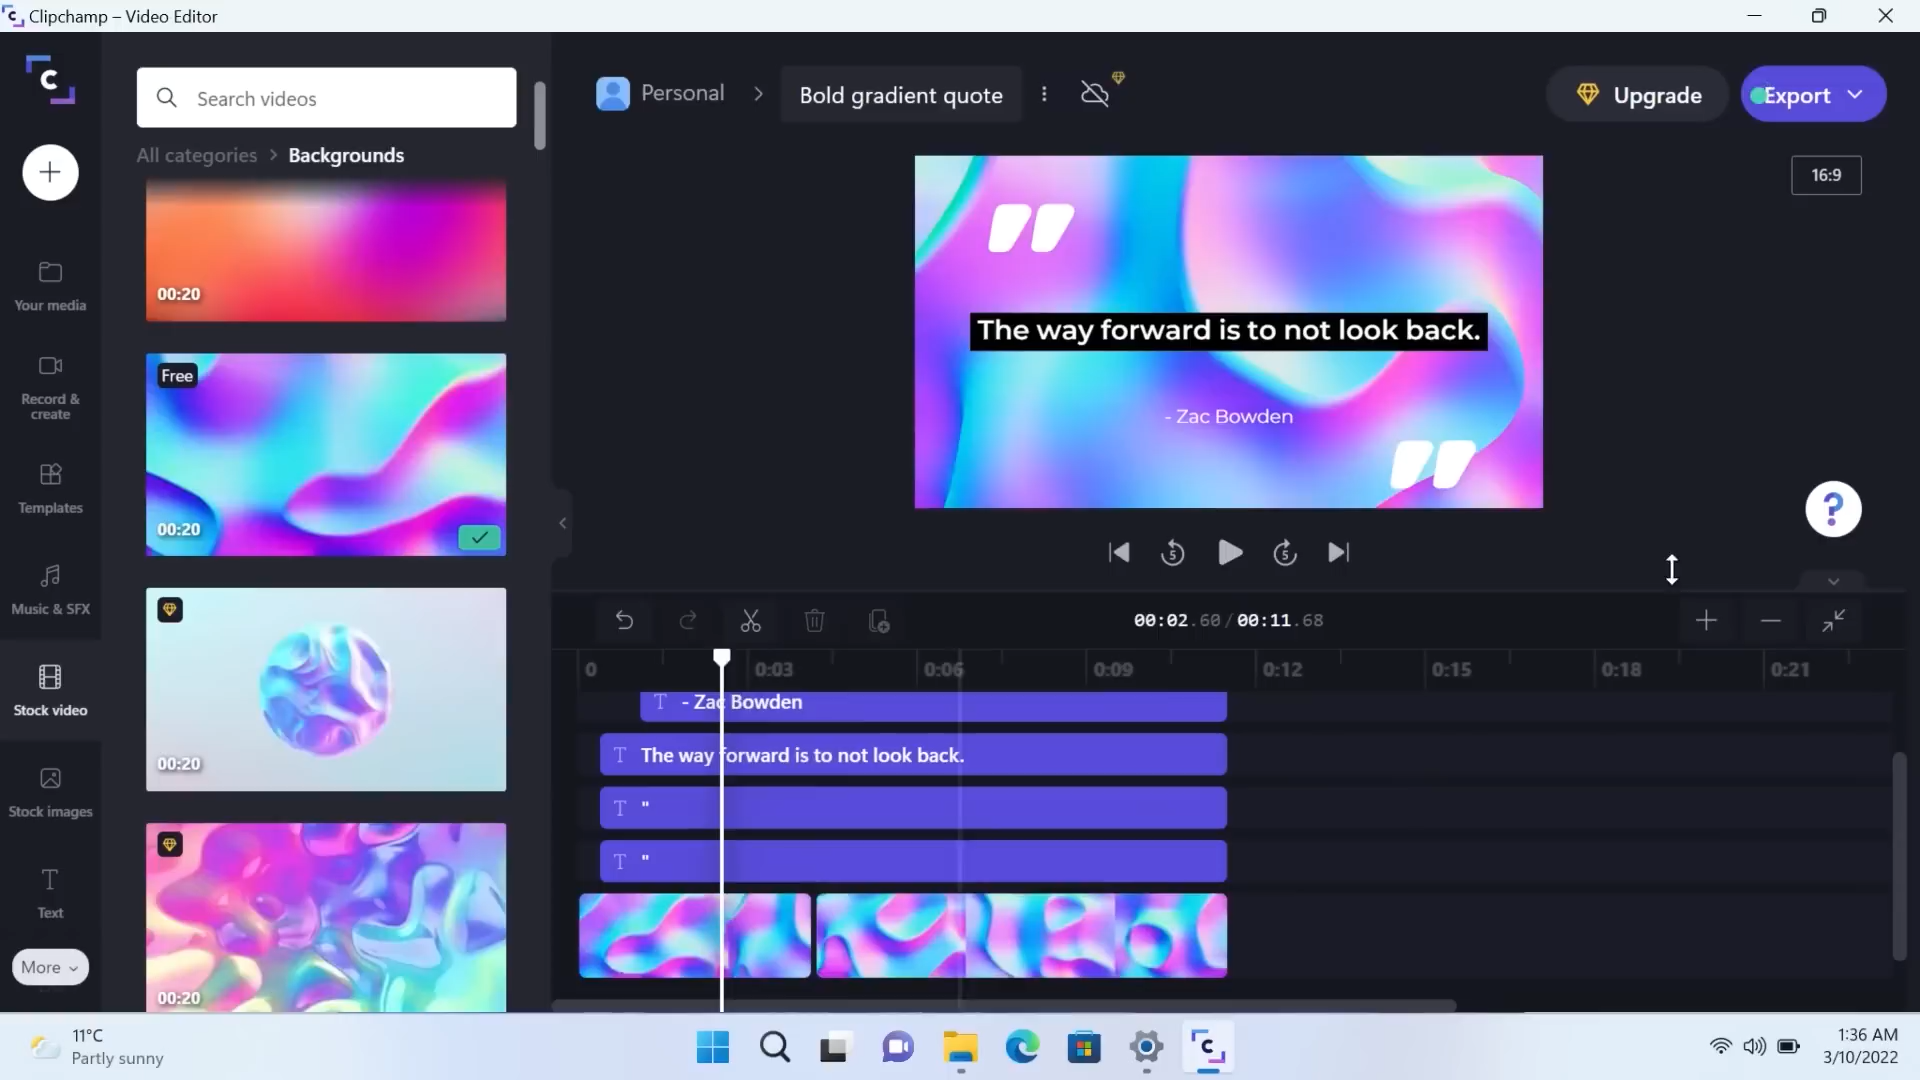 Clipchamp – Video Editor
Search videos
All categories > Backgrounds
Personal > Bold gradient quote
Upgrade
Export
16:9
Your media
Record & create
Templates
Music & SFX
Stock video
Stock images
Text
More
00:20
Free
00:20
00:20
00:20
"
The way forward is to not look back.
- Zac Bowden
"
5
5
?
00:02.60/00:11.68
0 0:03 0:06 0:09 0:12 0:15 0:18 0:21
T - Zac Bowden
T The way forward is to not look back.
T "
T "
11°C
Partly sunny
1:36 AM
3/10/2022